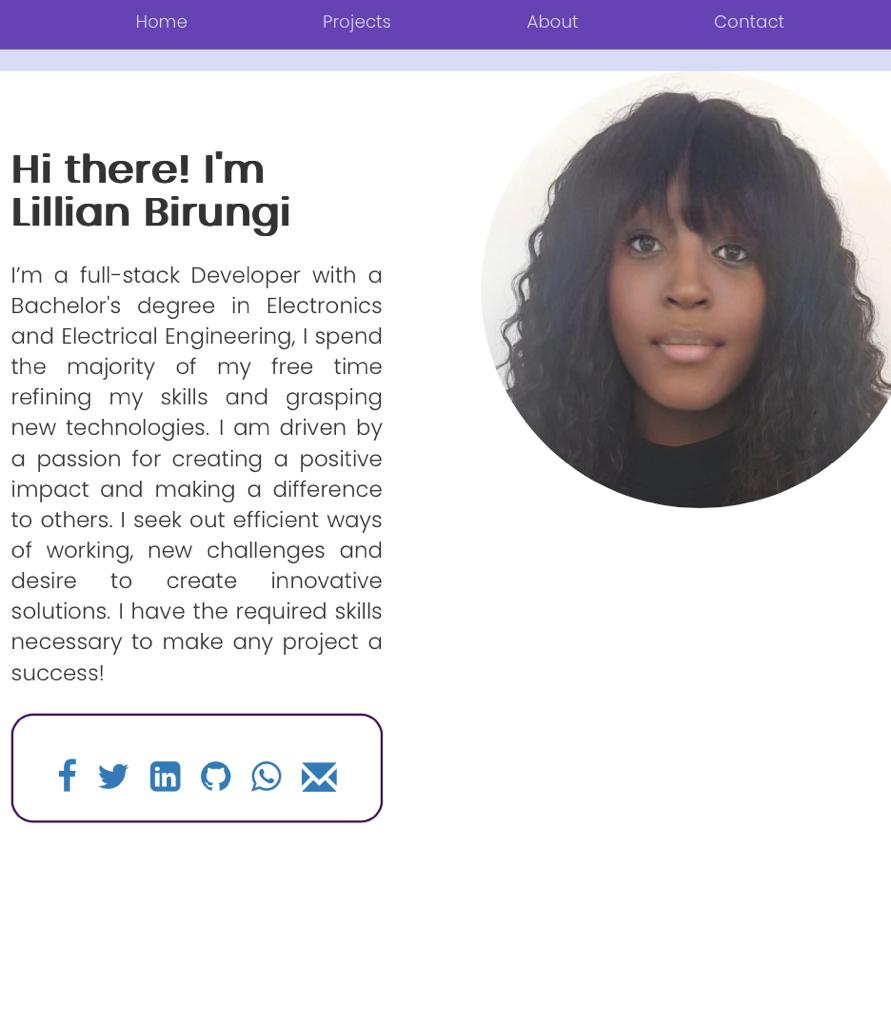 Home Projects About Contact
Hi there! I'm
Lillian Birungi
I’m a full-stack Developer with a
Bachelor's degree in Electronics
and Electrical Engineering, I spend
the majority of my free time
refining my skills and grasping
new technologies. I am driven by
a passion for creating a positive
impact and making a difference
to others. I seek out efficient ways
of working, new challenges and
desire to create innovative
solutions. I have the required skills
necessary to make any project a
success!